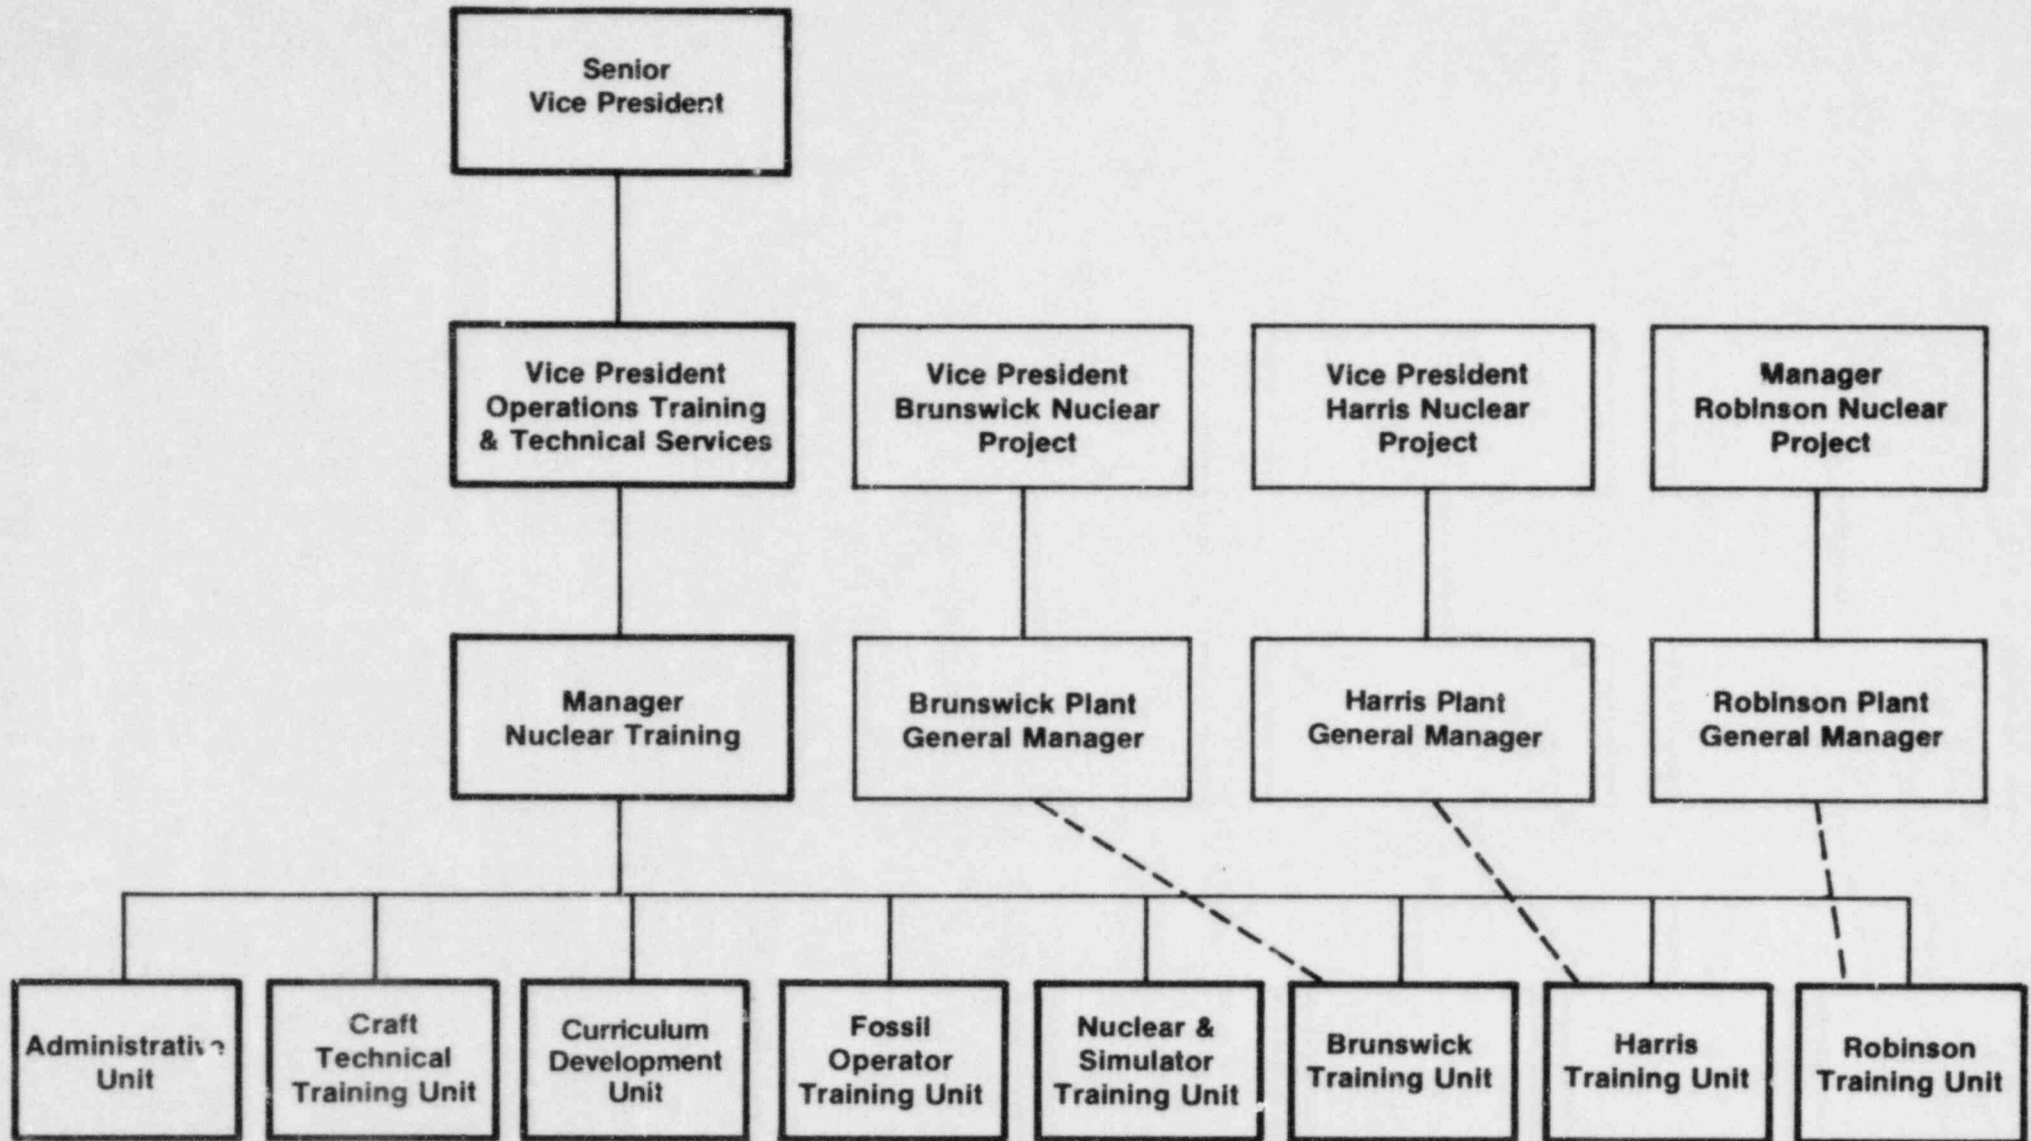 Senior
Vice President
Vice President
Operations Training
& Technical Services
Vice President
Brunswick Nuclear
Project
Vice President
Harris Nuclear
Project
Manager
Robinson Nuclear
Project
Manager
Nuclear Training
Brunswick Plant
General Manager
Harris Plant
General Manager
Robinson Plant
General Manager
Administrative
Unit
Craft
Technical
Training Unit
Curriculum
Development
Unit
Fossil
Operator
Training Unit
Nuclear &
Simulator
Training Unit
Brunswick
Training Unit
Harris
Training Unit
Robinson
Training Unit